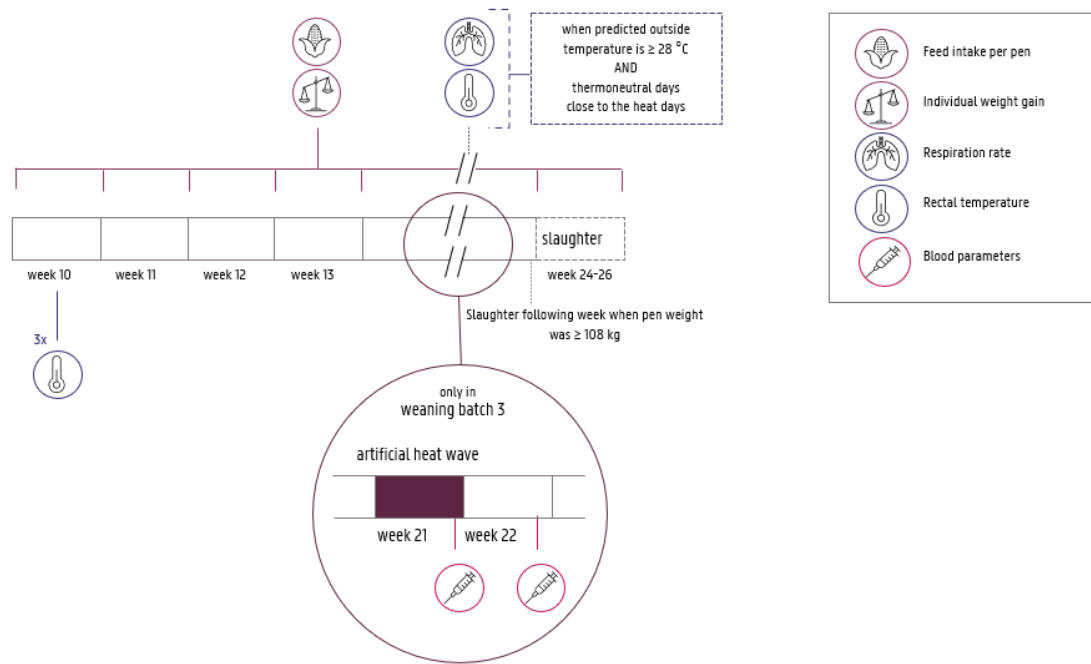 when predicted outside
temperature is ≥ 28 °C
AND
thermoneutral days
close to the heat days
Feed intake per pen
Individual weight gain
Respiration rate
Rectal temperature
Blood parameters
slaughter
week 10
week 11
week 12
week 13
week 24-26
Slaughter following week when pen weight
was ≥ 108 kg
3x
only in
weaning batch 3
artificial heat wave
week 21
week 22